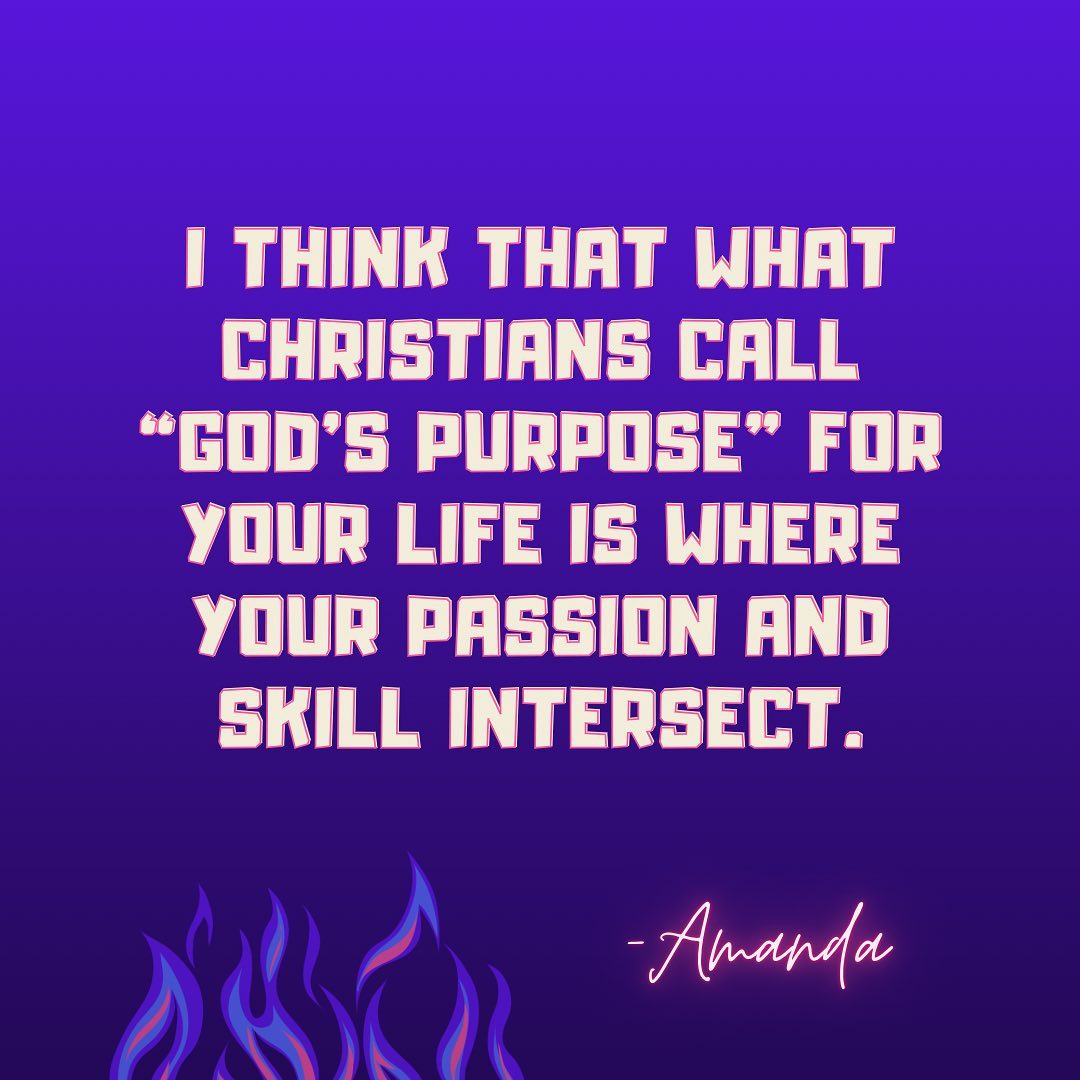 I THINK THAT WHAT
CHRISTIANS CALL
“GOD’S PURPOSE” FOR
YOUR LIFE IS WHERE
YOUR PASSION AND
SKILL INTERSECT.
-Amanda